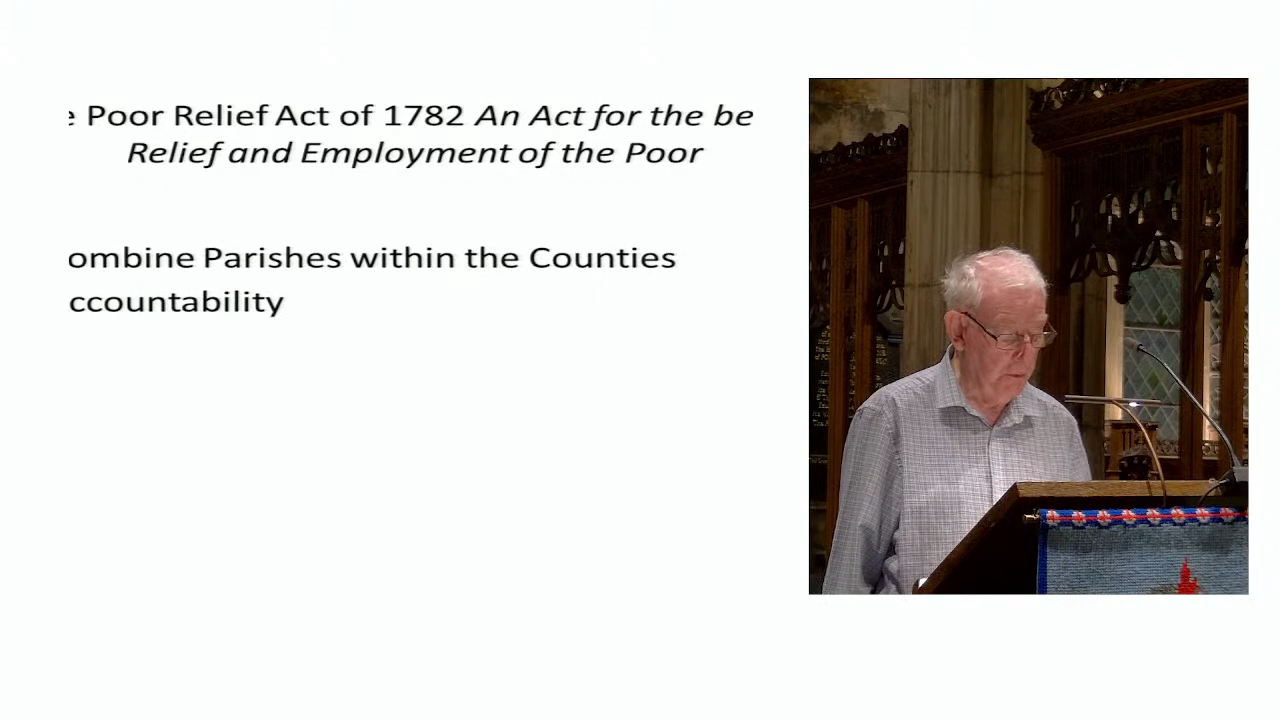 e Poor Relief Act of 1782 An Act for the be
Relief and Employment of the Poor
ombine Parishes within the Counties
ccountability